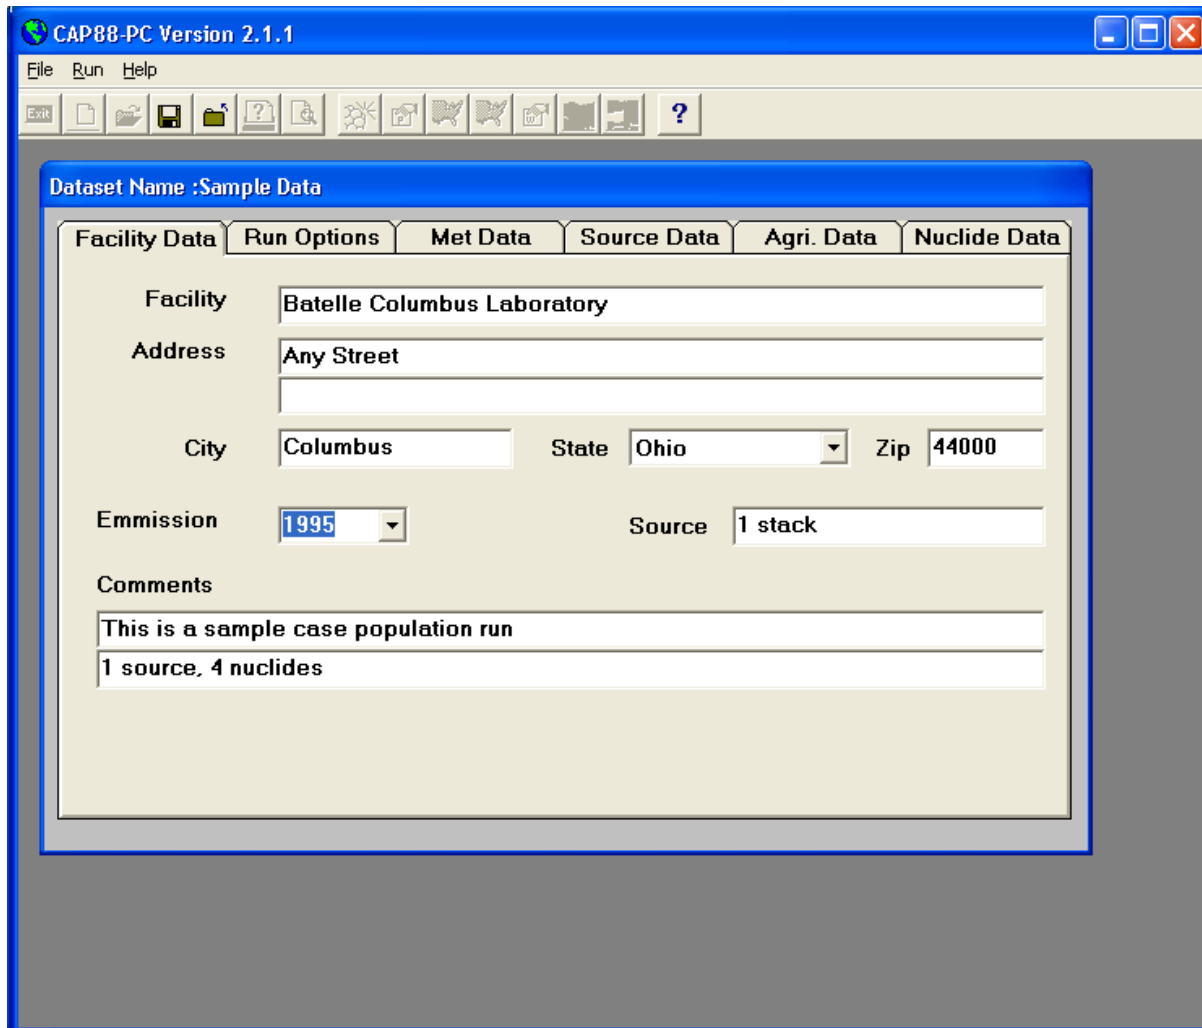 CAP88-PC Version 2.1.1
File Run Help
Exit ? ?
Dataset Name :Sample Data
Facility Data Run Options Met Data Source Data Agri. Data Nuclide Data
Facility Batelle Columbus Laboratory
Address Any Street
City Columbus State Ohio Zip 44000
Emmission 1995 Source 1 stack
Comments
This is a sample case population run
1 source, 4 nuclides